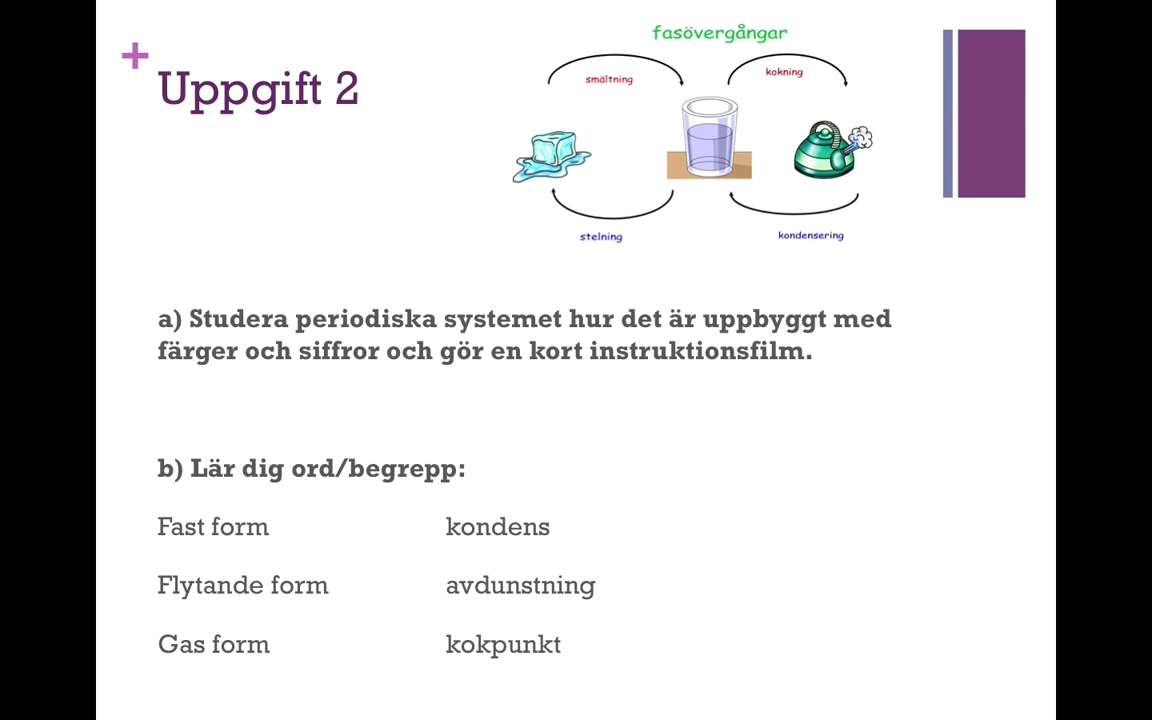 +
Uppgift 2
fasövergångar
smältning
kokning
stelning
kondensering
a) Studera periodiska systemet hur det är uppbyggt med
färger och siffror och gör en kort instruktionsfilm.
b) Lär dig ord/begrepp:
Fast form kondens
Flytande form avdunstning
Gas form kokpunkt